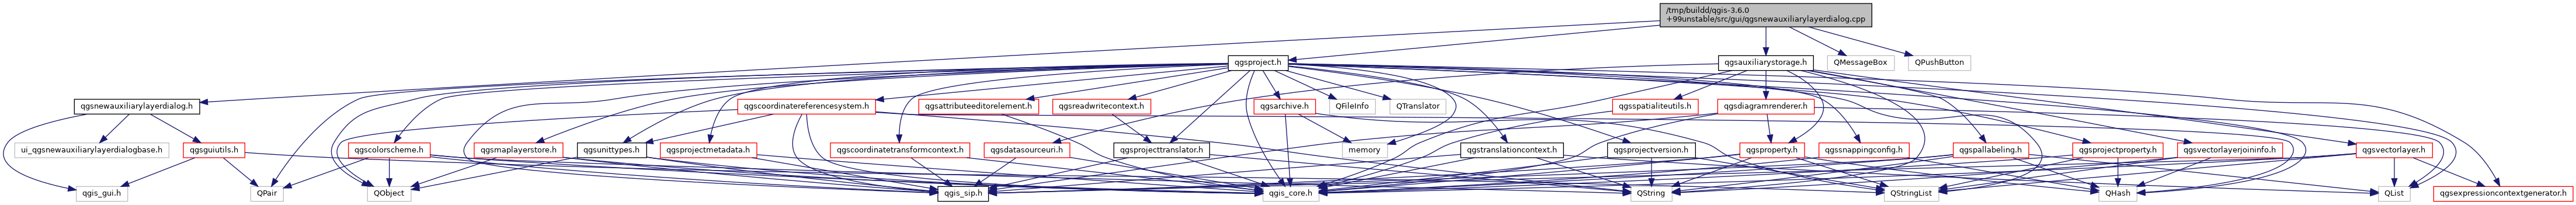 /tmp/buildd/qgis-3.6.0
+99unstable/src/gui/qgsnewauxiliarylayerdialog.cpp
qgsproject.h
qgsauxiliarystorage.h
QMessageBox
QPushButton
qgsnewauxiliarylayerdialog.h
qgscoordinatereferencesystem.h
qgsattributeeditorelement.h
qgsreadwritecontext.h
qgsarchive.h
QFileInfo
QTranslator
qgsspatialiteutils.h
qgsdiagramrenderer.h
ui_qgsnewauxiliarylayerdialogbase.h
qgsguiutils.h
qgscolorscheme.h
qgsmaplayerstore.h
qgsunittypes.h
qgsprojectmetadata.h
qgscoordinatetransformcontext.h
qgsdatasourceuri.h
qgsprojecttranslator.h
memory
qgstranslationcontext.h
qgsprojectversion.h
qgsproperty.h
qgssnappingconfig.h
qgspallabeling.h
qgsprojectproperty.h
qgsvectorlayerjoininfo.h
qgsvectorlayer.h
qgis_gui.h
QPair
QObject
qgis_sip.h
qgis_core.h
QString
QStringList
QHash
QList
qgsexpressioncontextgenerator.h